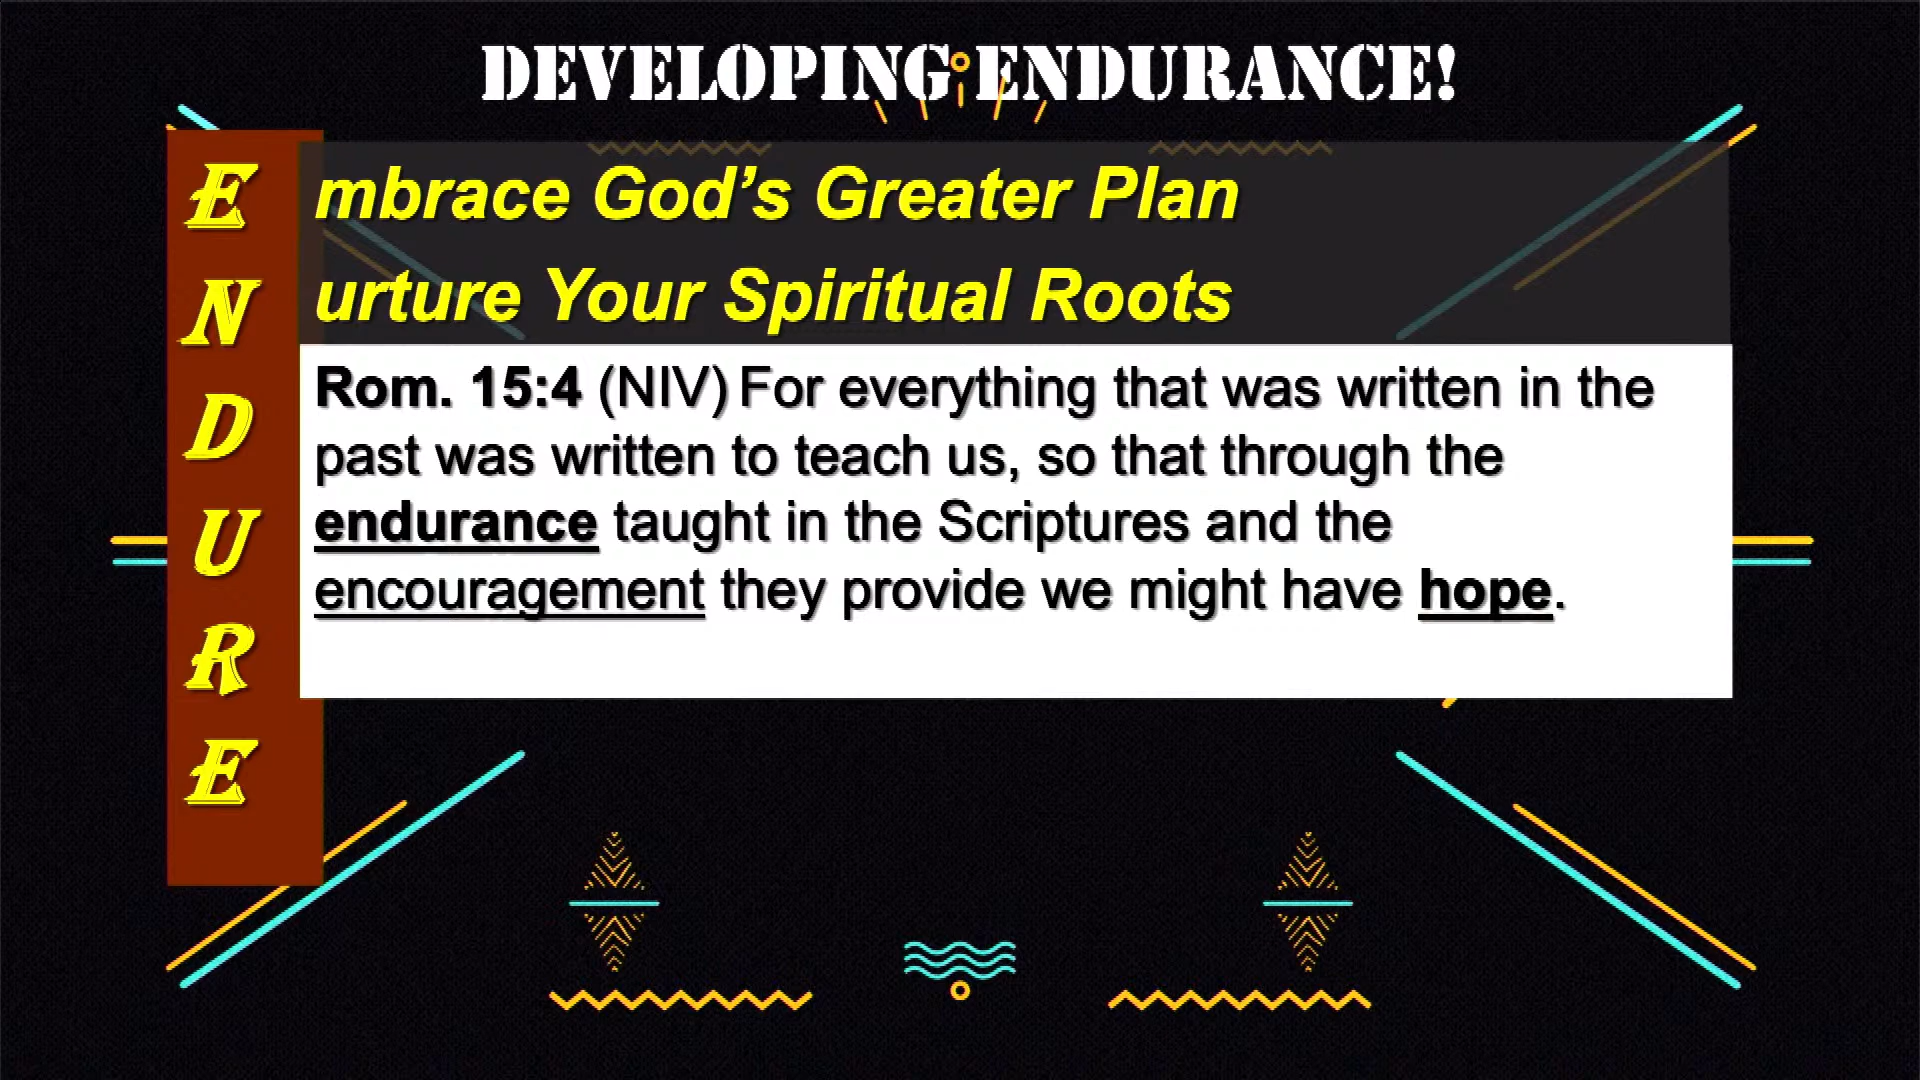 DEVELOPING ENDURANCE!
Embrace God’s Greater Plan
Nurture Your Spiritual Roots
D
U
R
E
Rom. 15:4 (NIV) For everything that was written in the
past was written to teach us, so that through the
endurance taught in the Scriptures and the
encouragement they provide we might have hope.